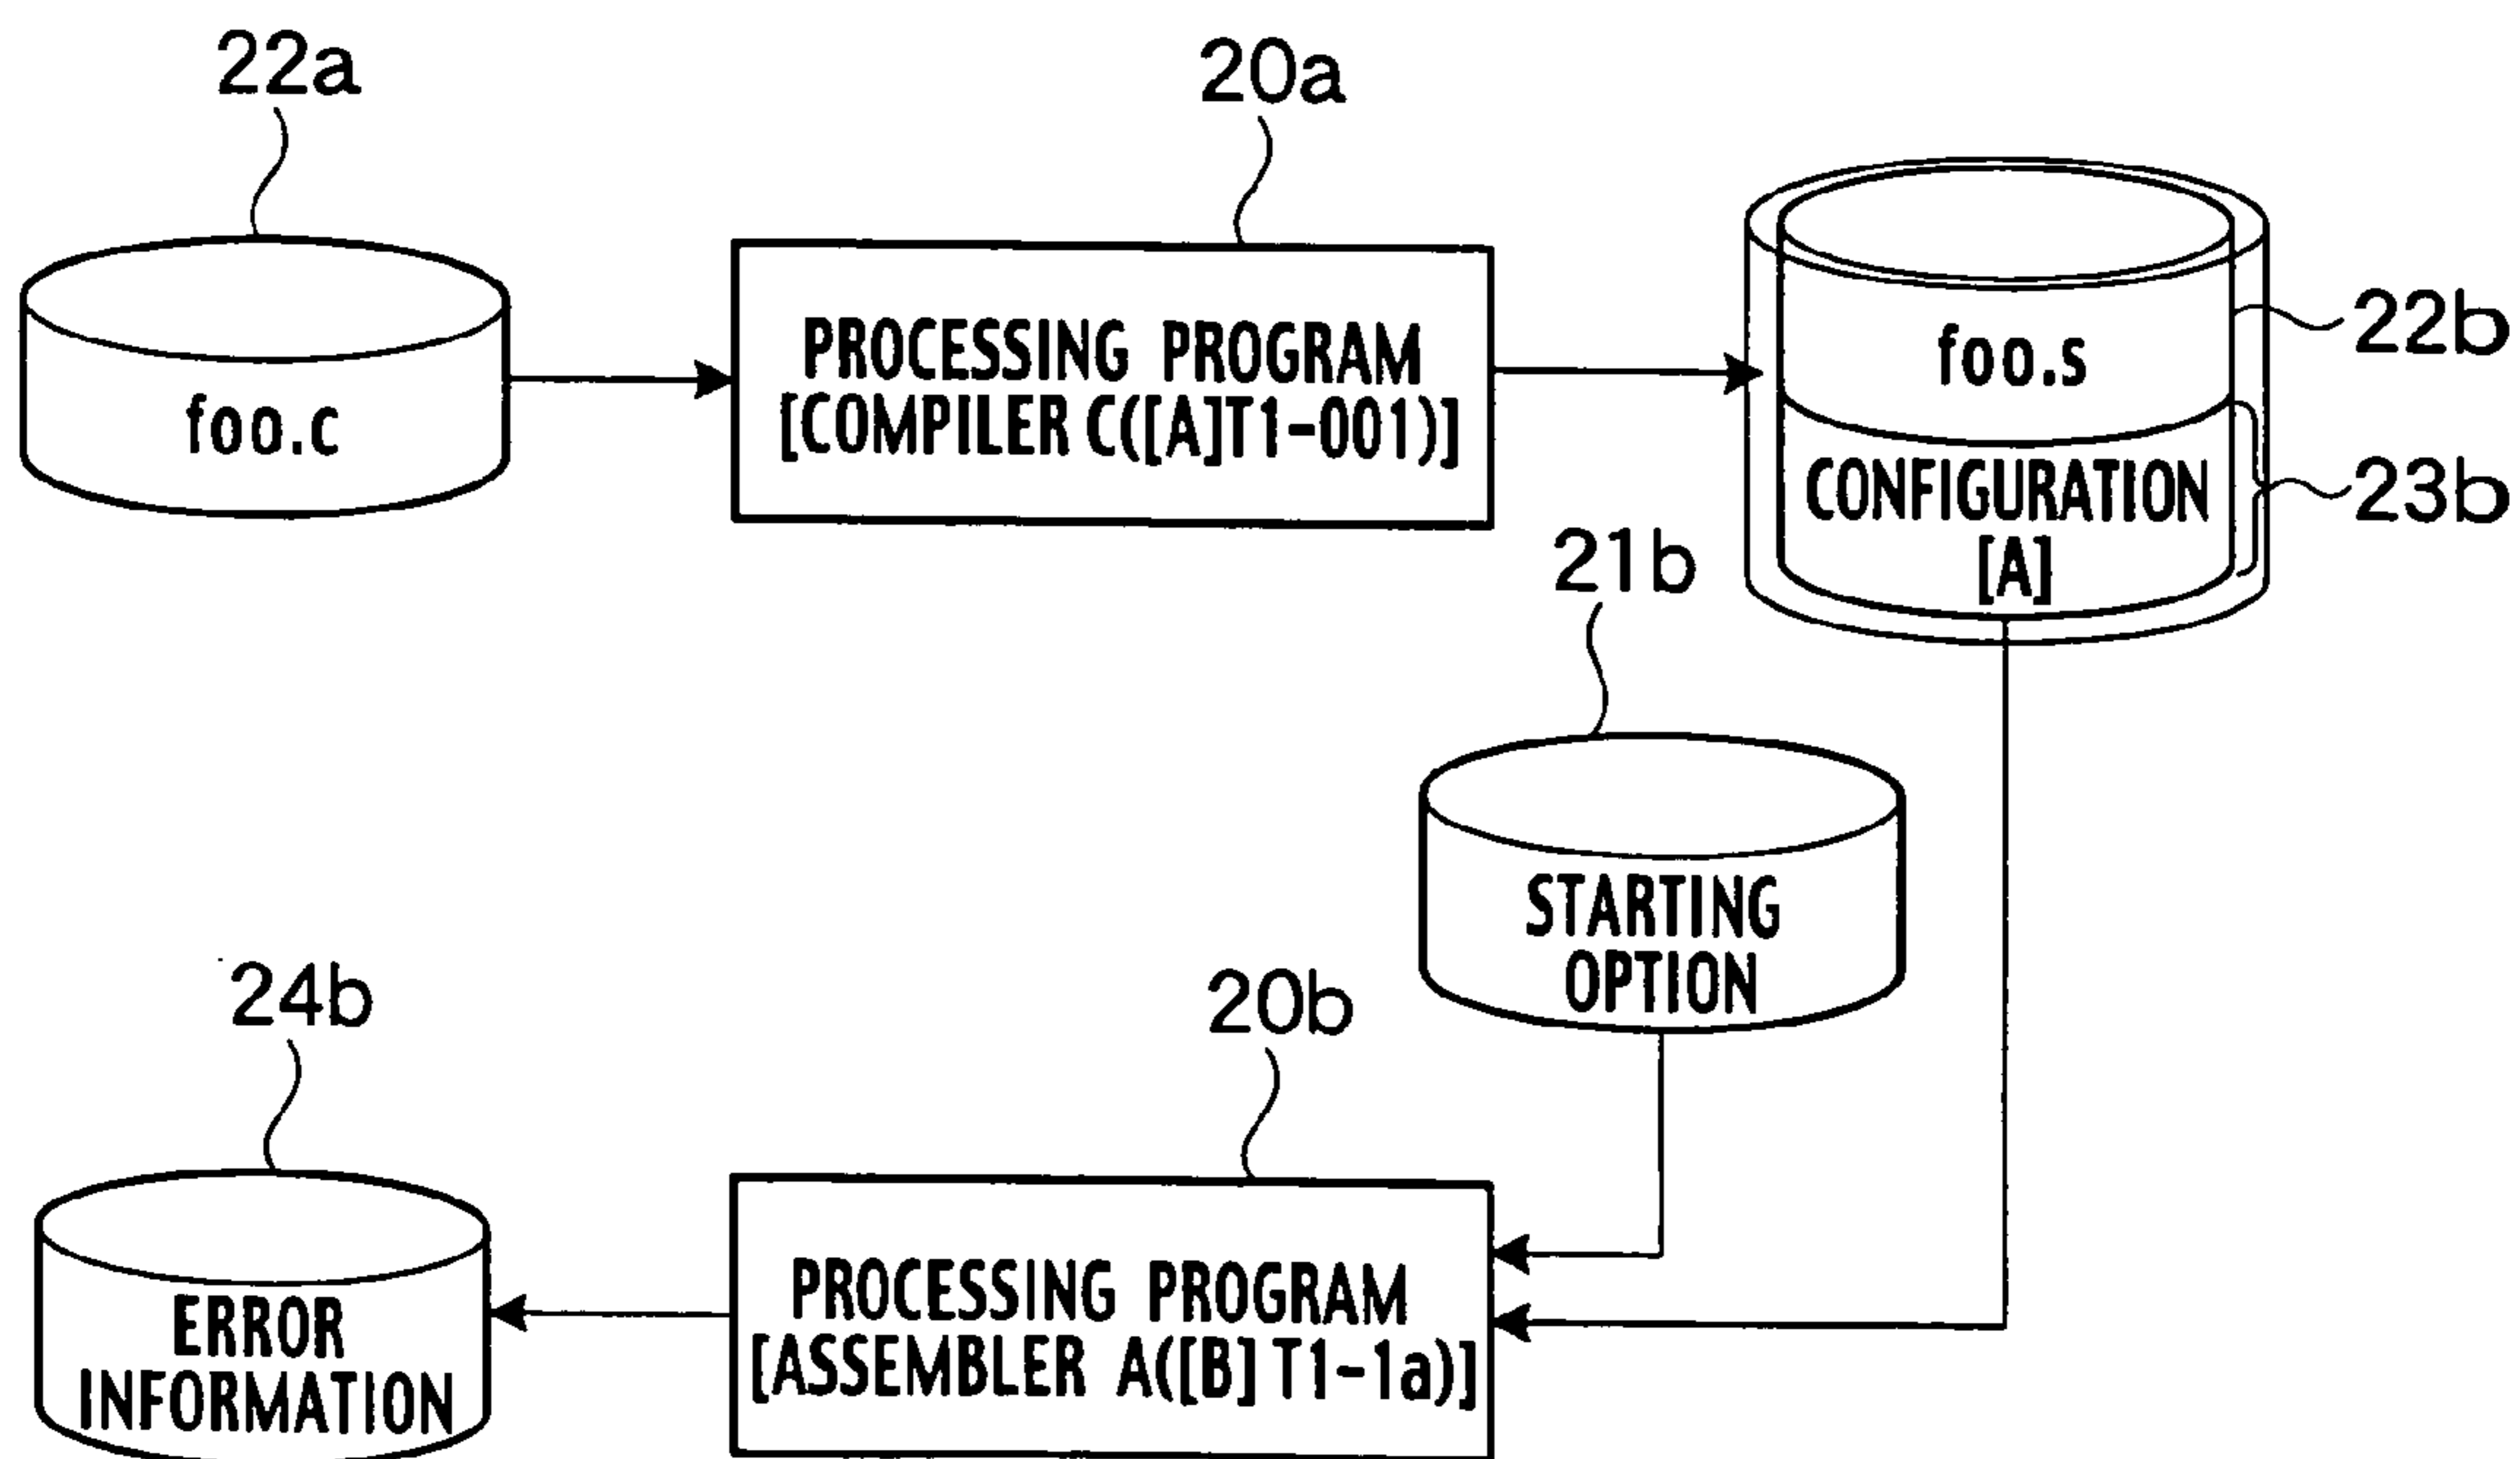 22a
20a
foo.c
PROCESSING PROGRAM
[COMPILER C([A]T1-001)]
foo.s
22b
CONFIGURATION
[A]
23b
21b
STARTING
OPTION
24b
20b
ERROR
INFORMATION
PROCESSING PROGRAM
[ASSEMBLER A([B] T1-1a)]